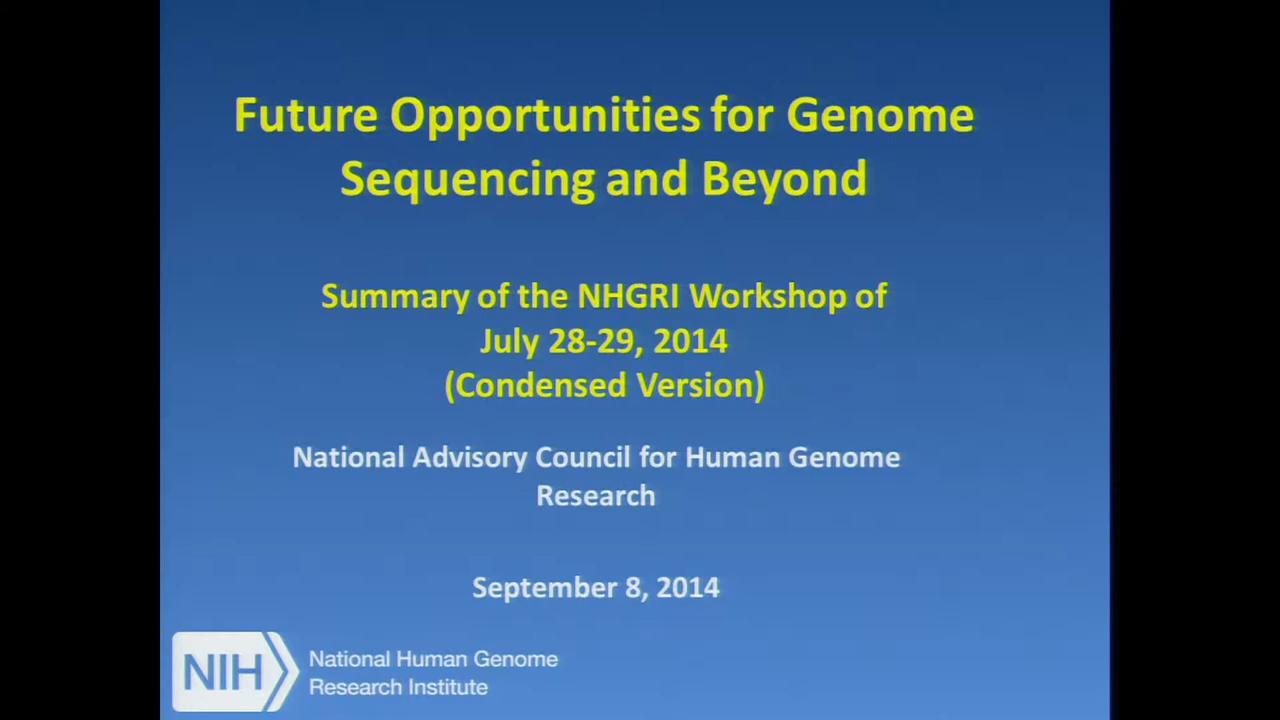 Future Opportunities for Genome
Sequencing and Beyond
Summary of the NHGRI Workshop of
July 28-29, 2014
(Condensed Version)
National Advisory Council for Human Genome
Research
September 8, 2014
NIH
National Human Genome
Research Institute